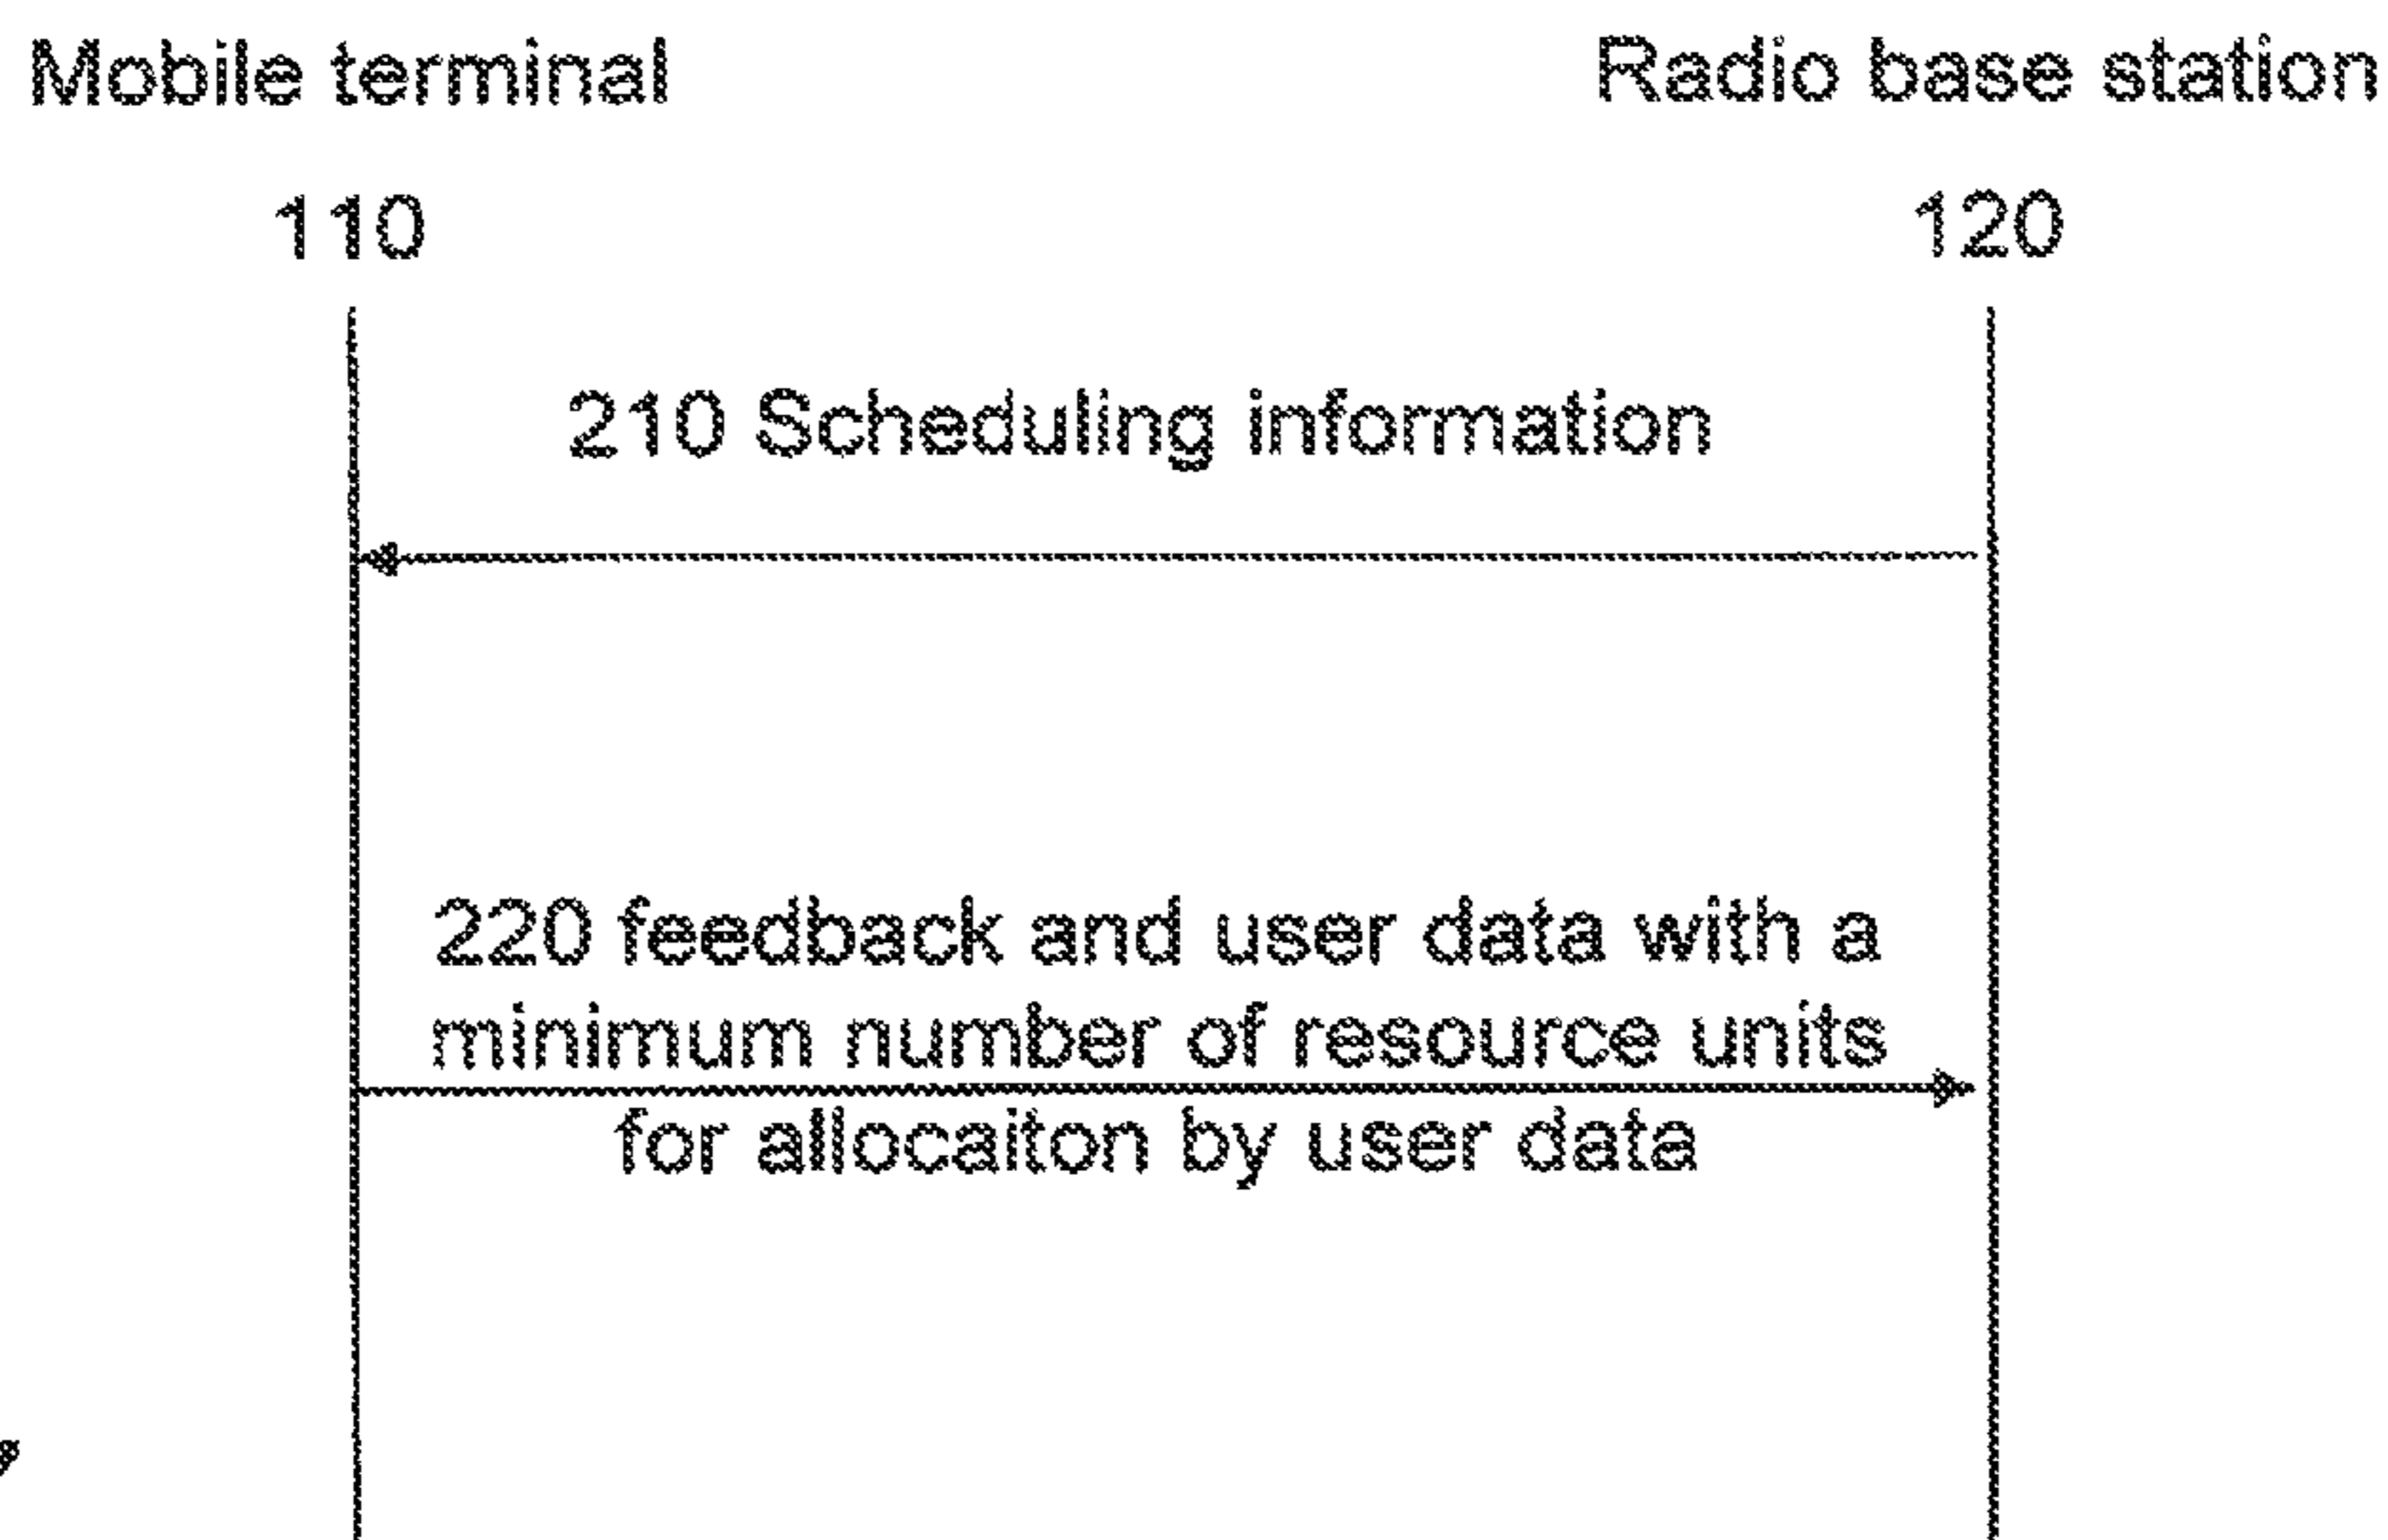 Mobile terminal Radio base station
110 120
210 Scheduling information
220 feedback and user data with a
minimum number of resource units
for allocaiton by user data